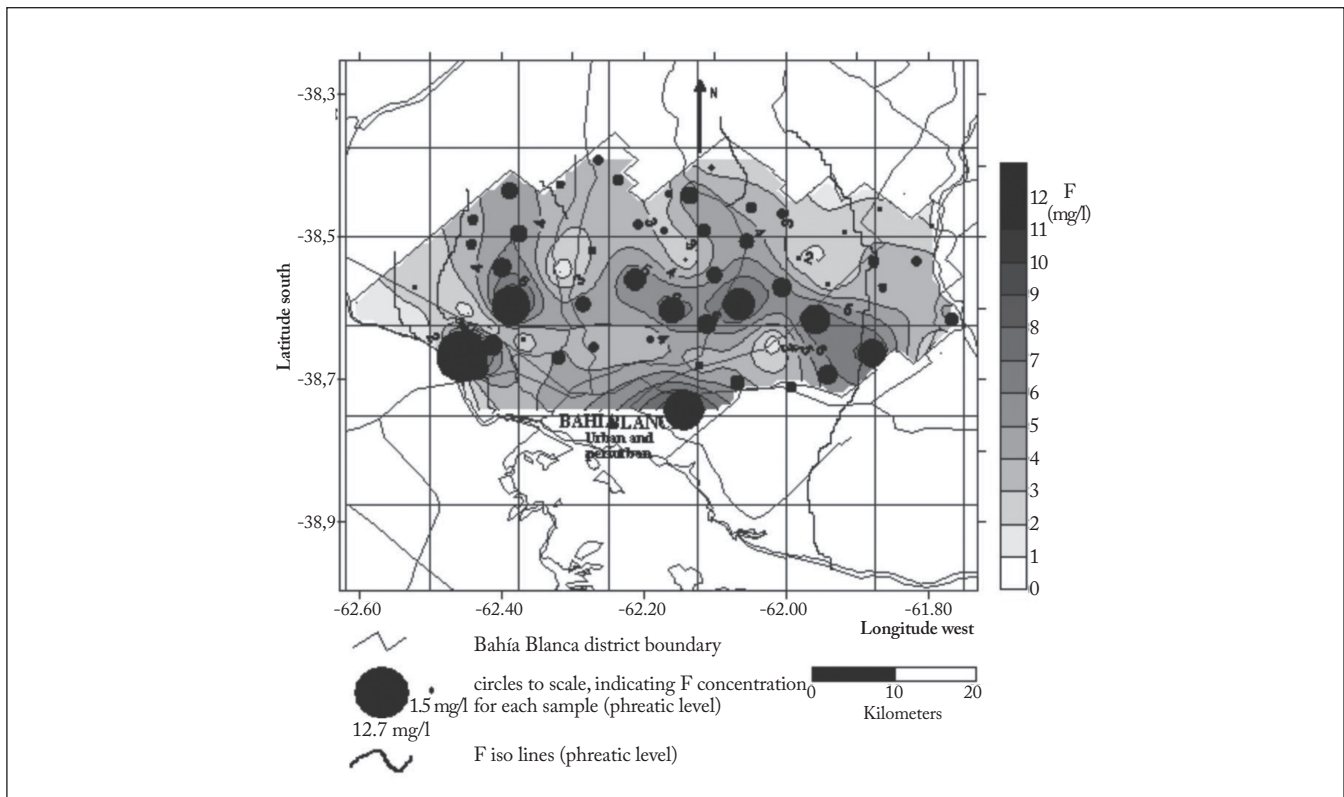 N
-38,3
-38,5
-38,7
-38,9
Latitude south
-62.60
-62.40
-62.20
-62.00
-61.80
Longitude west
BAHÍA BLANC
Urban and
periurban
12
F
(mg/l)
11
10
9
8
7
6
5
4
3
2
1
0
Bahía Blanca district boundary
circles to scale, indicating F concentration
1.5 mg/l for each sample (phreatic level)
12.7 mg/l
F iso lines (phreatic level)
0 10 20
Kilometers